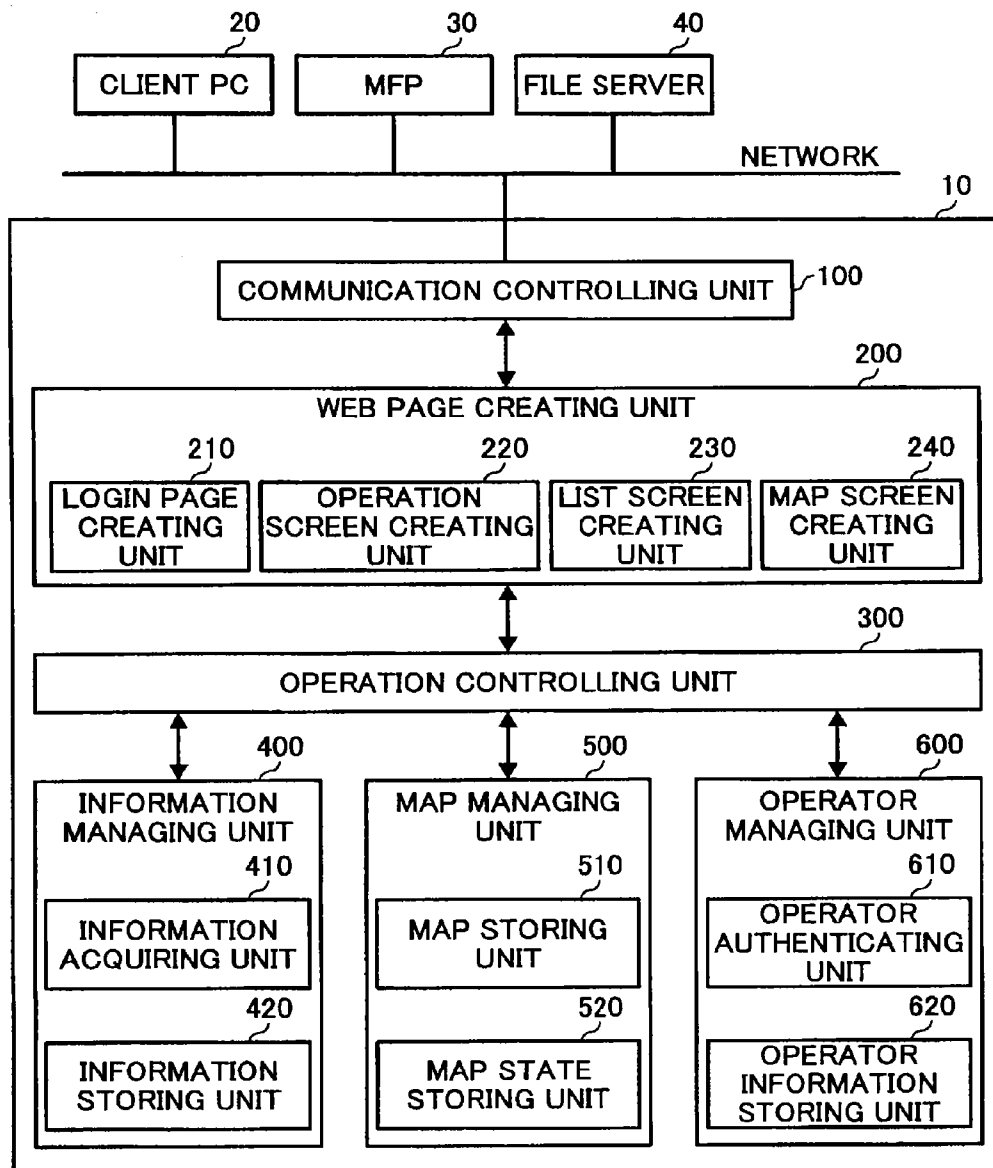 20
30
40
CLIENT PC
MFP
FILE SERVER
NETWORK
10
COMMUNICATION CONTROLLING UNIT
100
200
WEB PAGE CREATING UNIT
210
220
230
240
LOGIN PAGE
CREATING
UNIT
OPERATION
SCREEN CREATING
UNIT
LIST SCREEN
CREATING
UNIT
MAP SCREEN
CREATING
UNIT
300
OPERATION CONTROLLING UNIT
400
500
600
INFORMATION
MANAGING UNIT
MAP MANAGING
UNIT
OPERATOR
MANAGING UNIT
410
510
610
INFORMATION
ACQUIRING UNIT
MAP STORING
UNIT
OPERATOR
AUTHENTICATING
UNIT
420
520
620
INFORMATION
STORING UNIT
MAP STATE
STORING UNIT
OPERATOR
INFORMATION
STORING UNIT